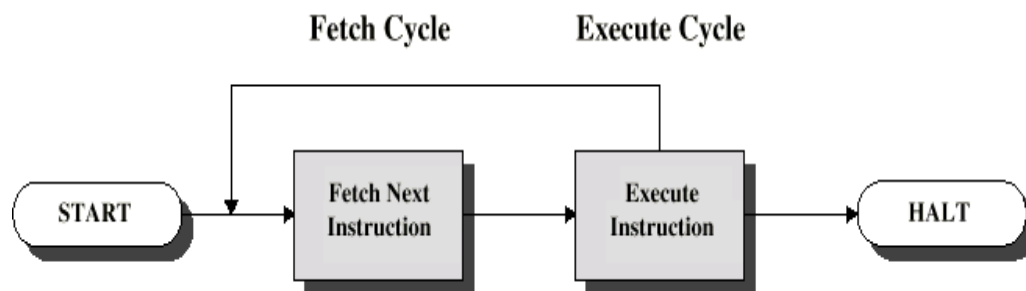 Fetch Cycle
Execute Cycle
START
Fetch Next
Instruction
Execute
Instruction
HALT